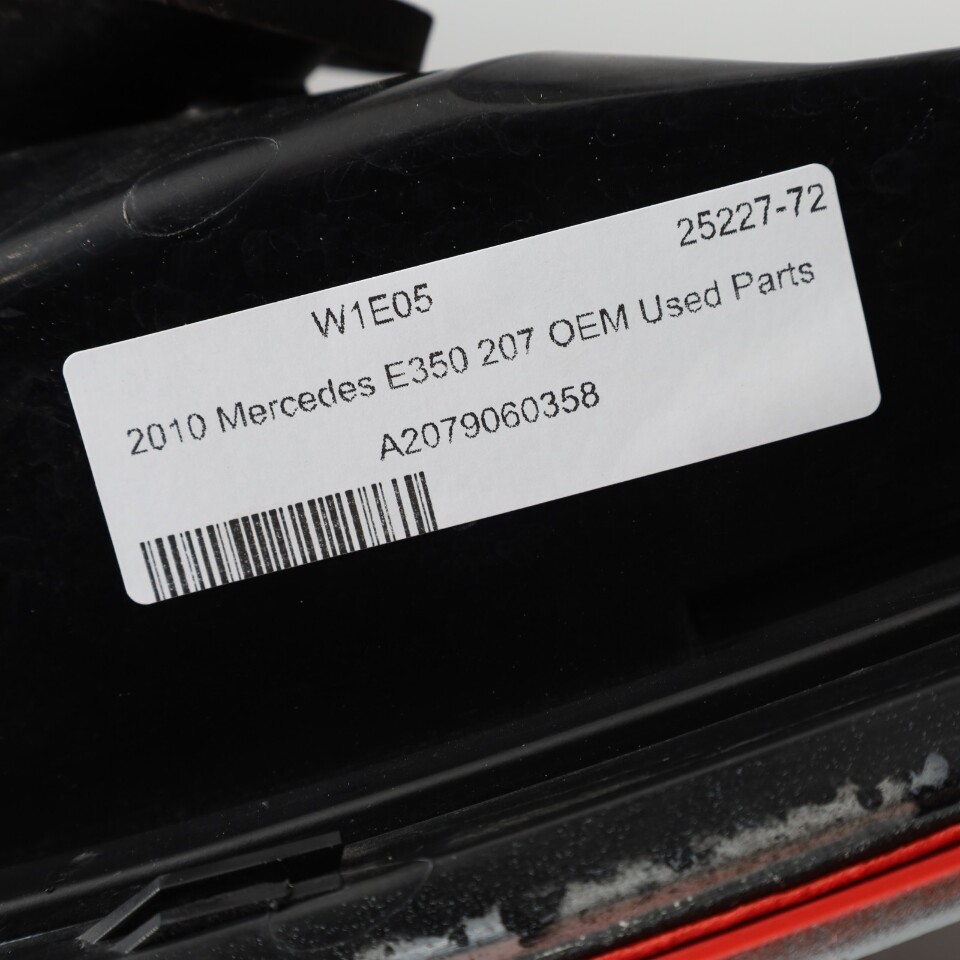 25227-72
W1E05
2010 Mercedes E350 207 OEM Used Parts
A2079060358